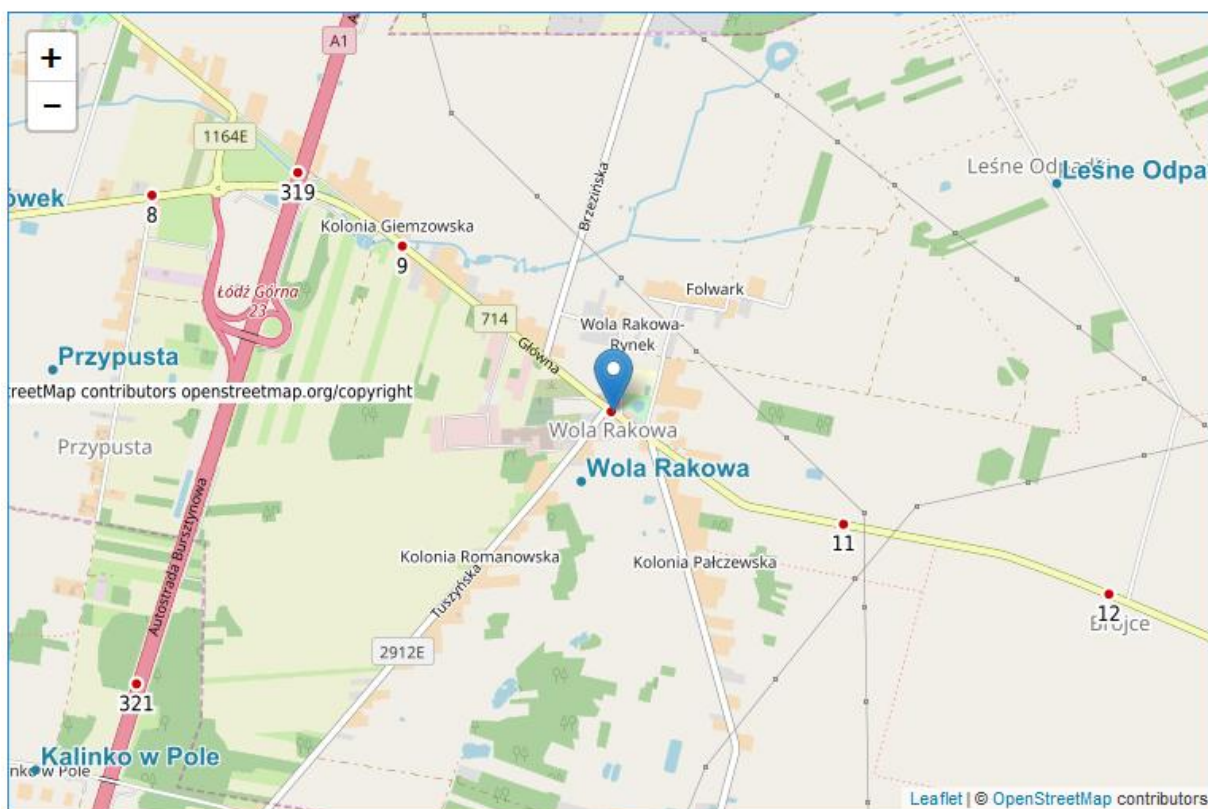 +
A1
A
−
1164E
Brzezińska
Leśne Odpadki
Leśne Odpa
319
ówek
8
Kolonia Giemzowska
9
Łódź Górna
23
Folwark
714
Wola Rakowa-
Rynek
Główna
Przypusta
treetMap contributors openstreetmap.org/copyright
Wola Rakowa
Przypusta
Wola Rakowa
Autostrada Bursztynowa
11
Kolonia Romanowska
Kolonia Pałczewska
Tuszyńska
12
Brójce
2912E
321
Kalinko w Pole
nko w Pole
Leaflet | © OpenStreetMap contributors